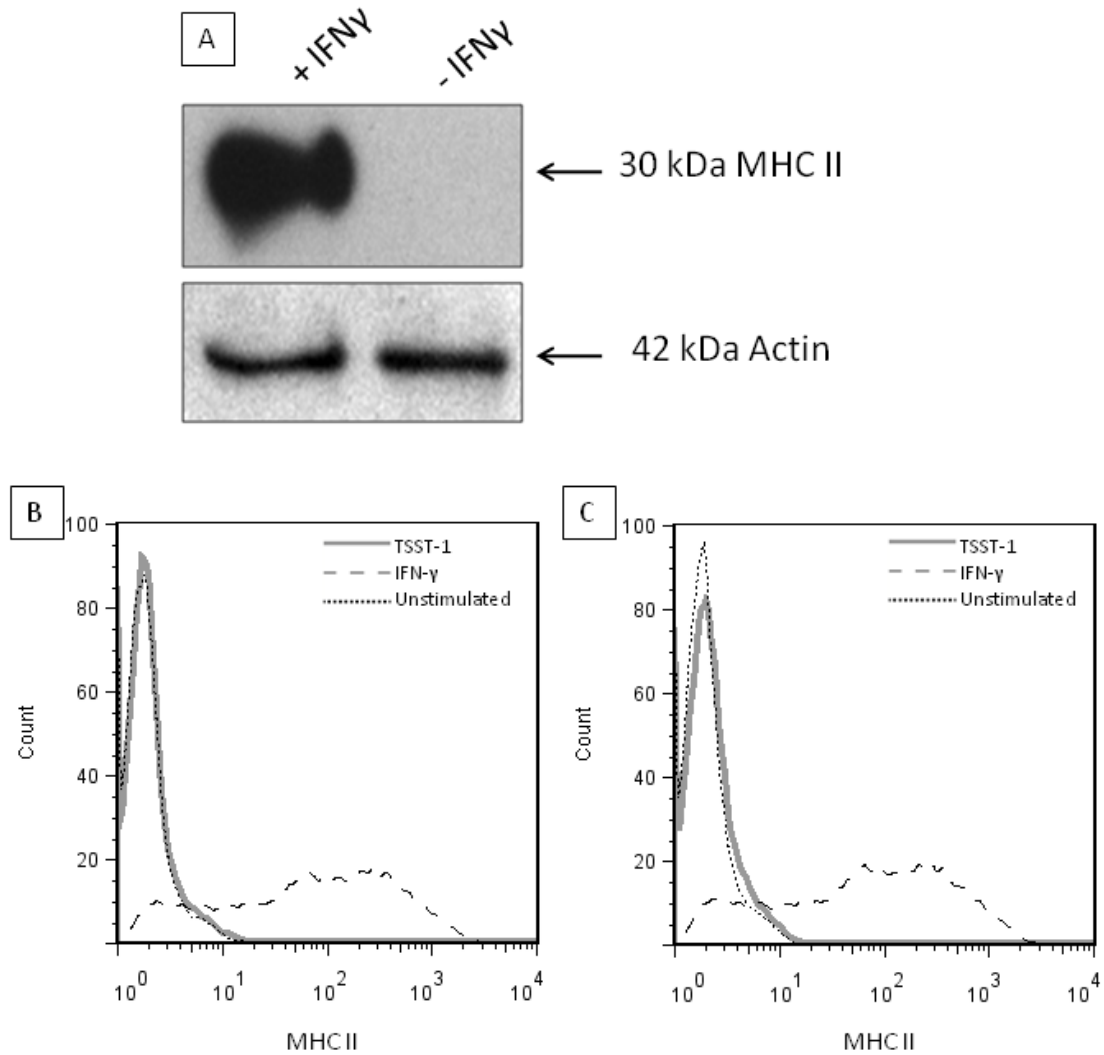 A
+ IFNγ
- IFNγ
30 kDa MHC II
42 kDa Actin
B
100
80
60
40
20
Count
TSST-1
IFN-γ
Unstimulated
10⁰ 10¹ 10² 10³ 10⁴
MHC II
C
100
80
60
40
20
Count
TSST-1
IFN-γ
Unstimulated
10⁰ 10¹ 10² 10³ 10⁴
MHC II